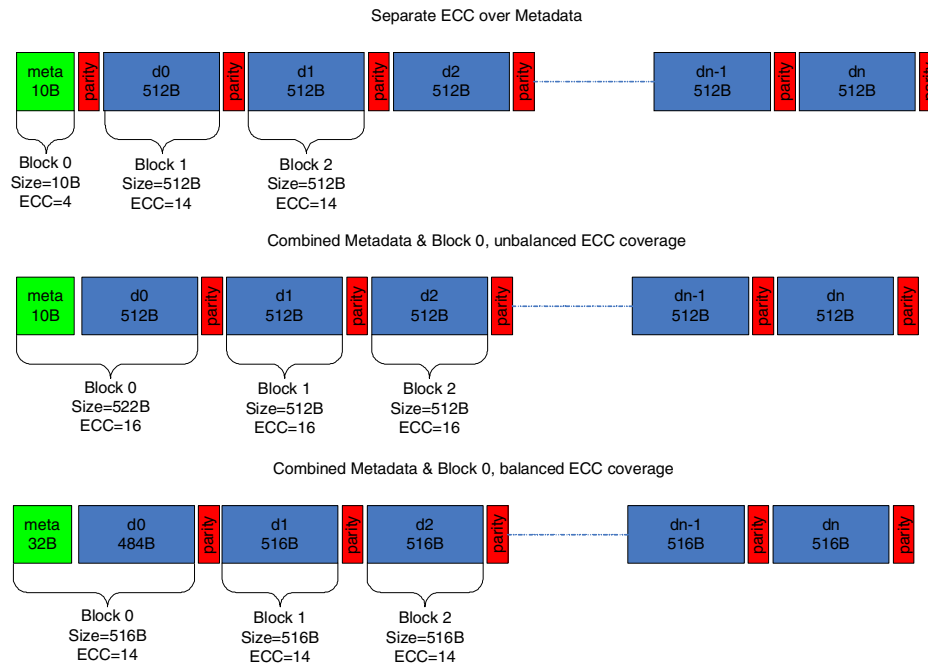 Separate ECC over Metadata
meta
10B
parity
d0
512B
parity
d1
512B
parity
d2
512B
parity
dn-1
512B
parity
dn
512B
parity
Block 0
Size=10B
ECC=4
Block 1
Size=512B
ECC=14
Block 2
Size=512B
ECC=14
Combined Metadata & Block 0, unbalanced ECC coverage
meta
10B
d0
512B
parity
d1
512B
parity
d2
512B
parity
dn-1
512B
parity
dn
512B
parity
Block 0
Size=522B
ECC=16
Block 1
Size=512B
ECC=16
Block 2
Size=512B
ECC=16
Combined Metadata & Block 0, balanced ECC coverage
meta
32B
d0
484B
parity
d1
516B
parity
d2
516B
parity
dn-1
516B
parity
dn
516B
parity
Block 0
Size=516B
ECC=14
Block 1
Size=516B
ECC=14
Block 2
Size=516B
ECC=14